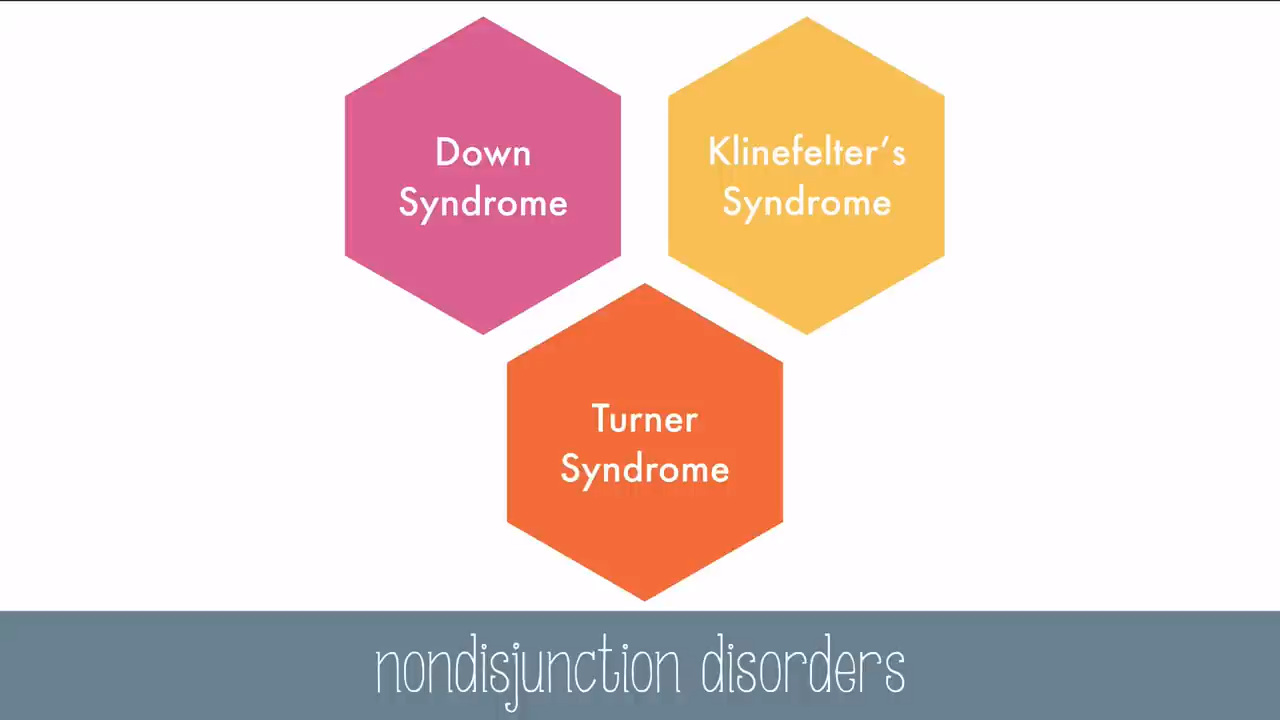 Down
Syndrome
Klinefelter’s
Syndrome
Turner
Syndrome
nondisjunction disorders